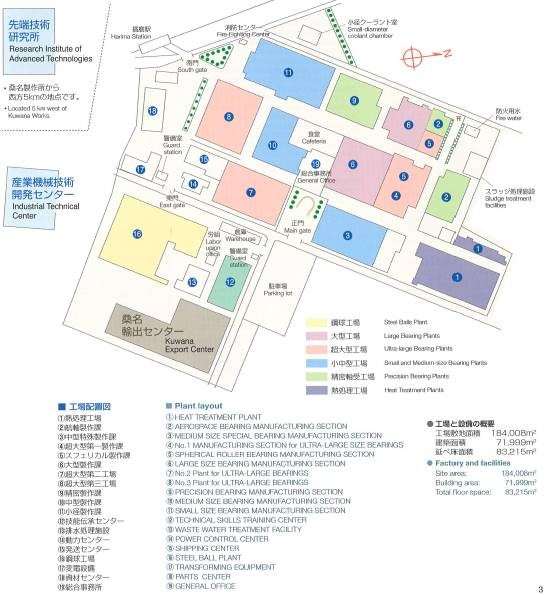 先端技術
研究所
Research Institute of
Advanced Technologies
• 桑名製作所から
西方5kmの地点です。
• Located 5 km west of
Kuwana Works.
産業機械技術
開発センター
Industrial Technical
Center
播磨駅
Harima Station
消防センター
Fire-Fighting Center
小径クーラント室
Small-diameter
coolant chamber
N
南門
South gate
防火用水
Fire water
警備室
Guard
station
食堂
Cafeteria
総合事務所
General Office
スラッジ処理施設
Sludge treatment
facilities
東門
East gate
正門
Main gate
労組
Labor
union
office
倉庫
Warehouse
警備室
Guard
station
駐車場
Parking lot
桑名
輸出センター
Kuwana
Export Center
鋼球工場 Steel Balls Plant
大型工場 Large Bearing Plants
超大型工場 Ultra-large Bearing Plants
小中型工場 Small and Medium-size Bearing Plants
精密軸受工場 Precision Bearing Plants
熱処理工場 Heat Treatment Plants
■ 工場配置図
①熱処理工場
②航軸製作課
③中型特殊製作課
④超大型第一製作課
⑤スフェリカル製作課
⑥大型製作課
⑦超大型第二工場
⑧超大型第三工場
⑨精密製作課
⑩中型製作課
⑪小径製作課
⑫技能伝承センター
⑬排水処理施設
⑭動力センター
⑮発送センター
⑯鋼球工場
⑰変電設備
⑱資材センター
⑲総合事務所
■ Plant layout
① HEAT TREATMENT PLANT
② AEROSPACE BEARING MANUFACTURING SECTION
③ MEDIUM SIZE SPECIAL BEARING MANUFACTURING SECTION
④ No.1 MANUFACTURING SECTION for ULTRA-LARGE SIZE BEARINGS
⑤ SPHERICAL ROLLER BEARING MANUFACTURING SECTION
⑥ LARGE SIZE BEARING MANUFACTURING SECTION
⑦ No.2 Plant for ULTRA-LARGE BEARINGS
⑧ No.3 Plant for ULTRA-LARGE BEARINGS
⑨ PRECISION BEARING MANUFACTURING SECTION
⑩ MEDIUM SIZE BEARING MANUFACTURING SECTION
⑪ SMALL SIZE BEARING MANUFACTURING SECTION
⑫ TECHNICAL SKILLS TRAINING CENTER
⑬ WASTE WATER TREATMENT FACILITY
⑭ POWER CONTROL CENTER
⑮ SHIPPING CENTER
⑯ STEEL BALL PLANT
⑰ TRANSFORMING EQUIPMENT
⑱ PARTS CENTER
⑲ GENERAL OFFICE
● 工場と設備の概要
工場敷地面積 184,008m²
建築面積 71,999m²
延べ床面積 83,215m²
● Factory and facilities
Site area: 184,008m²
Building area: 71,999m²
Total floor space: 83,215m²
3